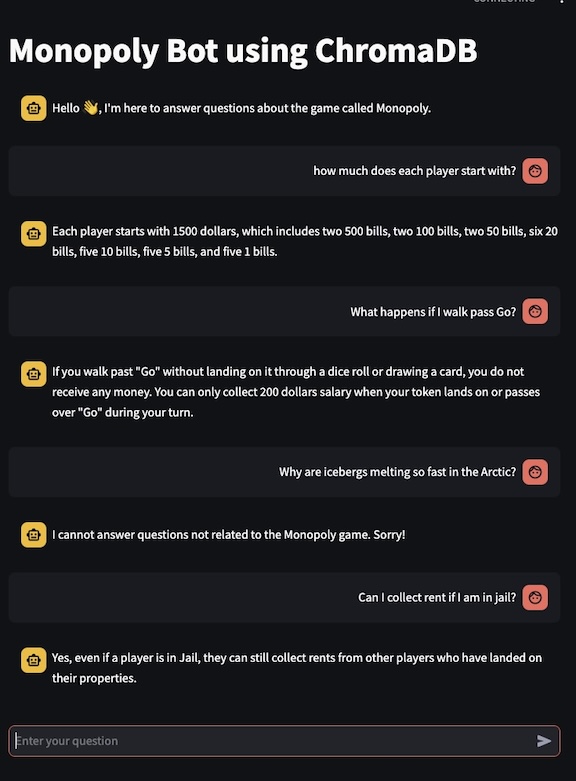 Monopoly Bot using ChromaDB
Hello 👋, I'm here to answer questions about the game called Monopoly.
how much does each player start with?
Each player starts with 1500 dollars, which includes two 500 bills, two 100 bills, two 50 bills, six 20
bills, five 10 bills, five 5 bills, and five 1 bills.
What happens if I walk pass Go?
If you walk past "Go" without landing on it through a dice roll or drawing a card, you do not
receive any money. You can only collect 200 dollars salary when your token lands on or passes
over "Go" during your turn.
Why are icebergs melting so fast in the Arctic?
I cannot answer questions not related to the Monopoly game. Sorry!
Can I collect rent if I am in jail?
Yes, even if a player is in Jail, they can still collect rents from other players who have landed on
their properties.
Enter your question